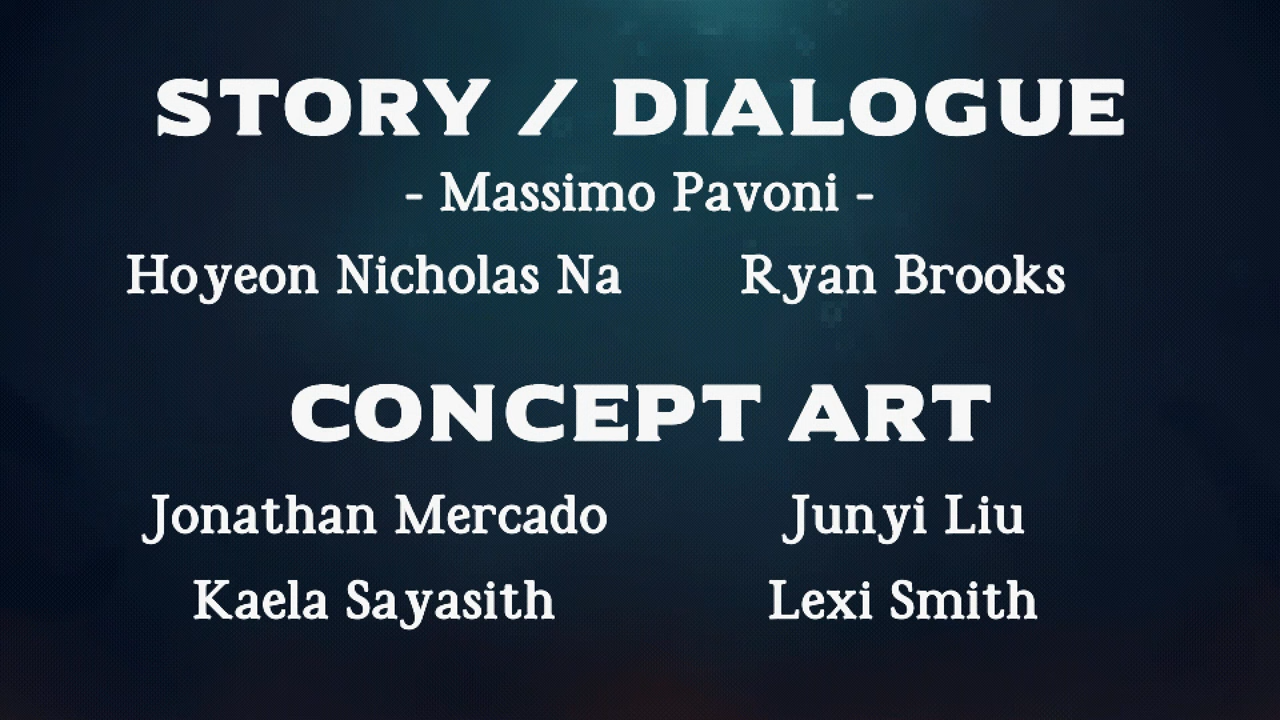 STORY / DIALOGUE
- Massimo Pavoni -
Hoyeon Nicholas Na Ryan Brooks
CONCEPT ART
Jonathan Mercado Junyi Liu
Kaela Sayasith Lexi Smith